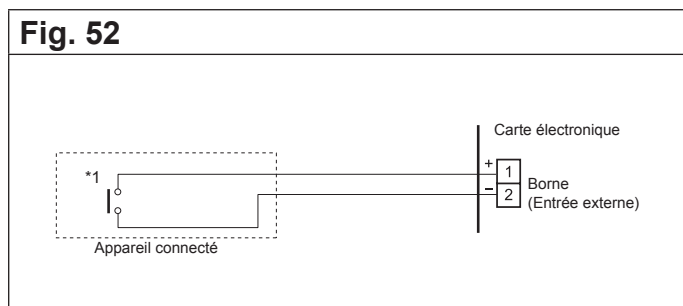 Fig. 52
Carte électronique
*1
+ 1
− 2
Borne
(Entrée externe)
Appareil connecté